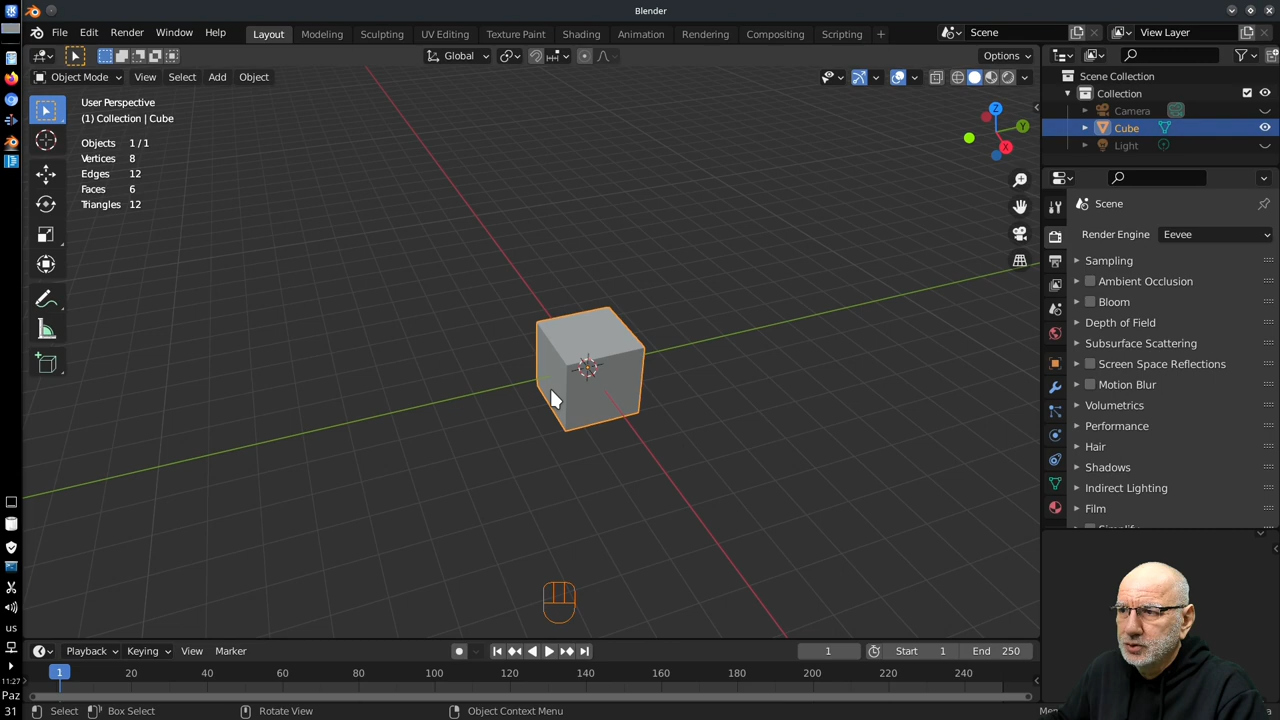 Blender
File Edit Render Window Help Layout Modeling Sculpting UV Editing Texture Paint Shading Animation Rendering Compositing Scripting + Scene View Layer
Global Options
Object Mode View Select Add Object
User Perspective
(1) Collection | Cube
Objects 1 / 1
Vertices 8
Edges 12
Faces 6
Triangles 12
Z
Y
X
Scene Collection
Collection
Camera
Cube
Light
Scene
Render Engine Eevee
Sampling
Ambient Occlusion
Bloom
Depth of Field
Subsurface Scattering
Screen Space Reflections
Motion Blur
Volumetrics
Performance
Hair
Shadows
Indirect Lighting
Film
Playback Keying View Marker 1 Start 1 End 250
1 20 40 60 80 100 120 140 160 180 200 220 240
Select Box Select Rotate View Object Context Menu
us
11:27
Paz
31